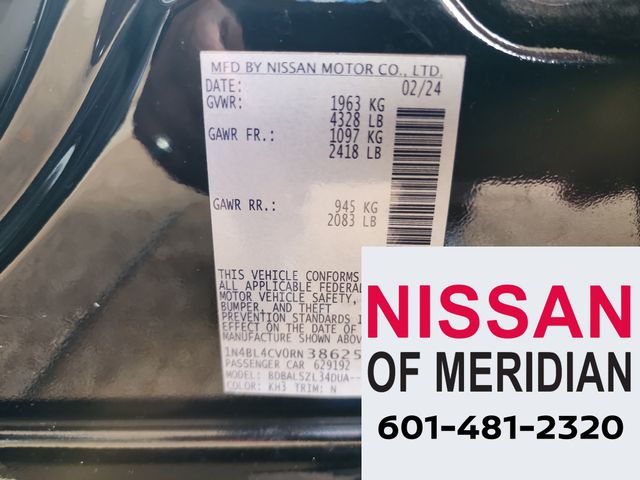 MFD BY NISSAN MOTOR CO., LTD.
DATE: 02/24
GVWR: 1963 KG
4328 LB
GAWR FR.: 1097 KG
2418 LB
GAWR RR.: 945 KG
2083 LB
THIS VEHICLE CONFORMS
ALL APPLICABLE FEDERAL
MOTOR VEHICLE SAFETY,
BUMPER, AND THEFT
PREVENTION STANDARDS I
EFFECT ON THE DATE OF
MANUFACTURE SHOWN ABOV
1N4BL4CV0RN 38625
PASSENGER CAR 629192
MODEL: BDBALSZL34DUA--
COLOR: KH3 TRIM: N
NISSAN
OF MERIDIAN
601-481-2320